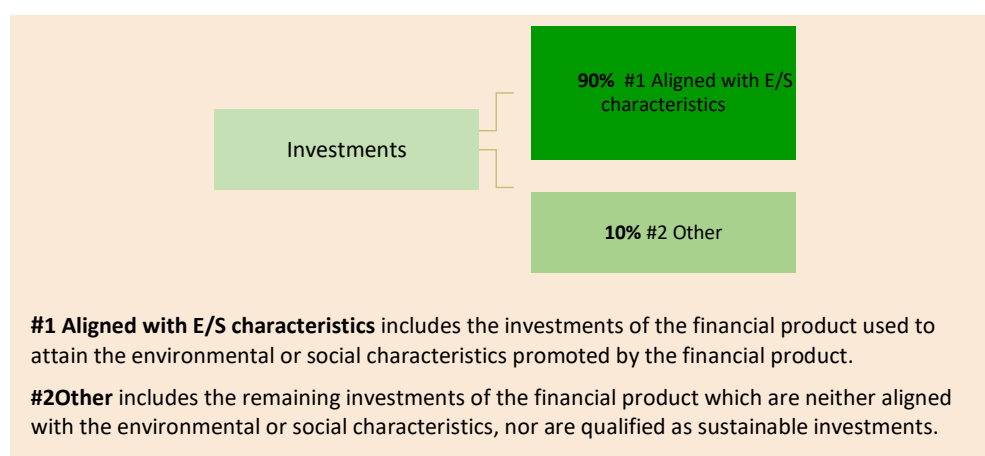 90% #1 Aligned with E/S
characteristics
Investments
10% #2 Other
#1 Aligned with E/S characteristics includes the investments of the financial product used to
attain the environmental or social characteristics promoted by the financial product.
#2Other includes the remaining investments of the financial product which are neither aligned
with the environmental or social characteristics, nor are qualified as sustainable investments.